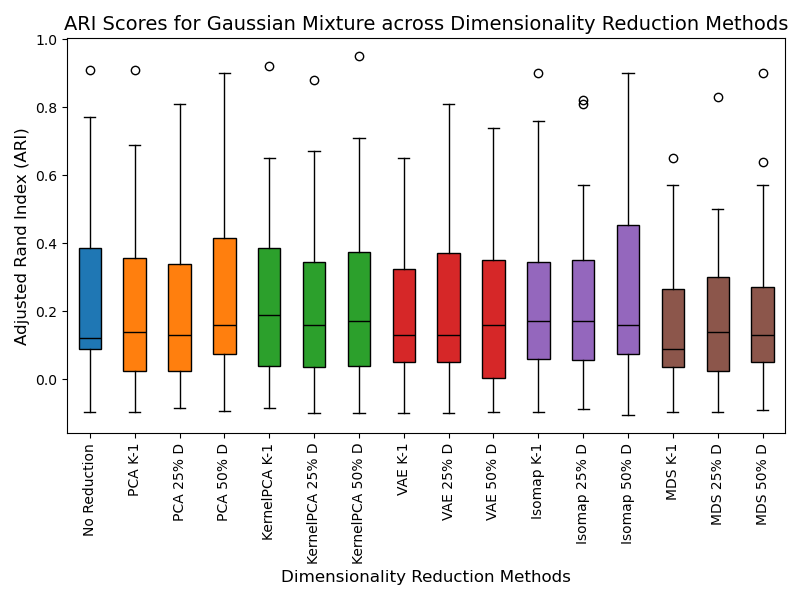 ARI Scores for Gaussian Mixture across Dimensionality Reduction Methods
Adjusted Rand Index (ARI)
1.0
0.8
0.6
0.4
0.2
0.0
No Reduction
PCA K-1
PCA 25% D
PCA 50% D
KernelPCA K-1
KernelPCA 25% D
KernelPCA 50% D
VAE K-1
VAE 25% D
VAE 50% D
Isomap K-1
Isomap 25% D
Isomap 50% D
MDS K-1
MDS 25% D
MDS 50% D
Dimensionality Reduction Methods